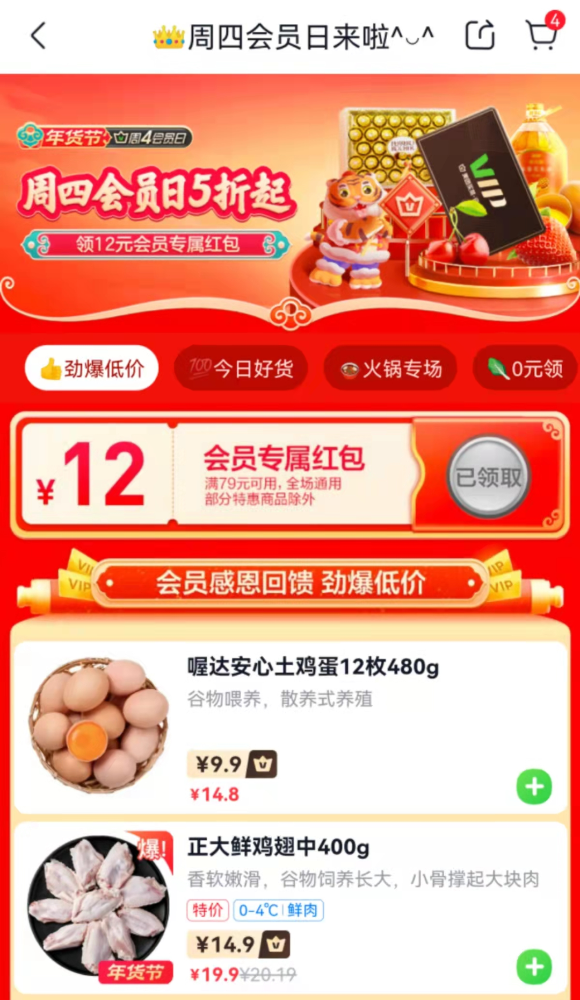 👑周四会员日来啦^◡^
4
年货节 周4会员日
周四会员日5折起
领12元会员专属红包
VIP
👍劲爆低价
💯今日好货
火锅专场
0元领
¥12
会员专属红包
满79元可用,全场通用
部分特惠商品除外
已领取
VIP
VIP
会员感恩回馈 劲爆低价
VIP
VIP
喔达安心土鸡蛋12枚480g
谷物喂养，散养式养殖
¥9.9
¥14.8
爆!
正大鲜鸡翅中400g
香软嫩滑，谷物饲养长大，小骨撑起大块肉
特价 0-4℃ 鲜肉
¥14.9
年货节
¥19.9 ¥20.19